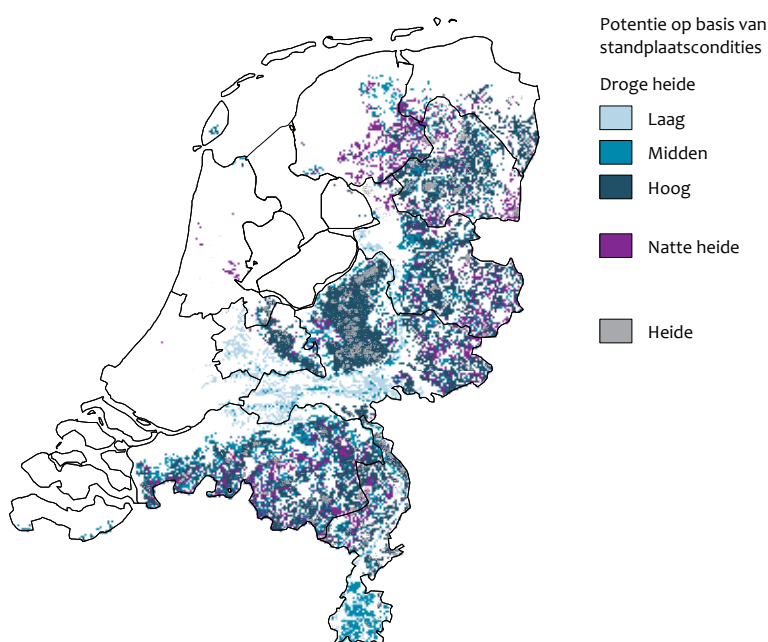 Potentie op basis van
standplaatscondities
Droge heide
Laag
Midden
Hoog
Natte heide
Heide